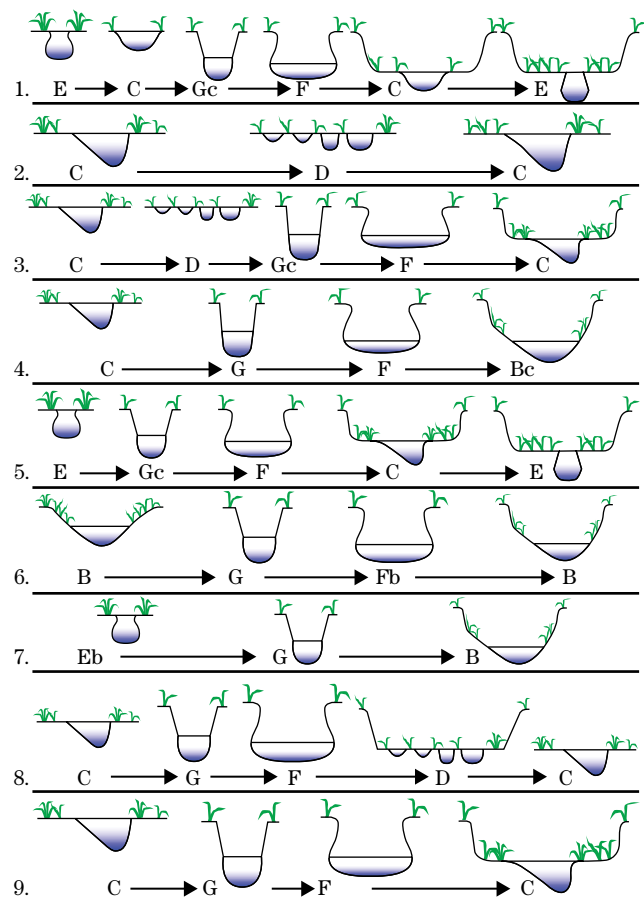 1. E C Gc F C E
2. C D C
3. C D Gc F C
4. C G F Bc
5. E Gc F C E
6. B G Fb B
7. Eb G B
8. C G F D C
9. C G F C